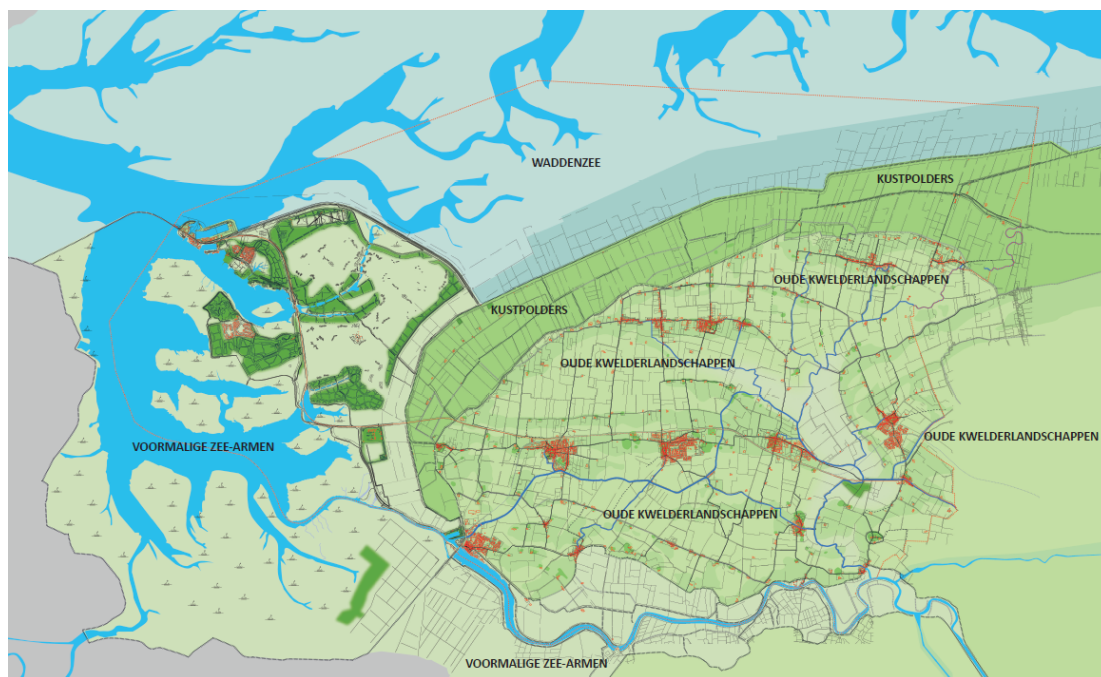 WADDENZEE
KUSTPOLDERS
OUDE KWELDERLANDSCHAPPEN
KUSTPOLDERS
OUDE KWELDERLANDSCHAPPEN
OUDE KWELDERLANDSCHAPPEN
VOORMALIGE ZEE-ARMEN
OUDE KWELDERLANDSCHAPPEN
VOORMALIGE ZEE-ARMEN